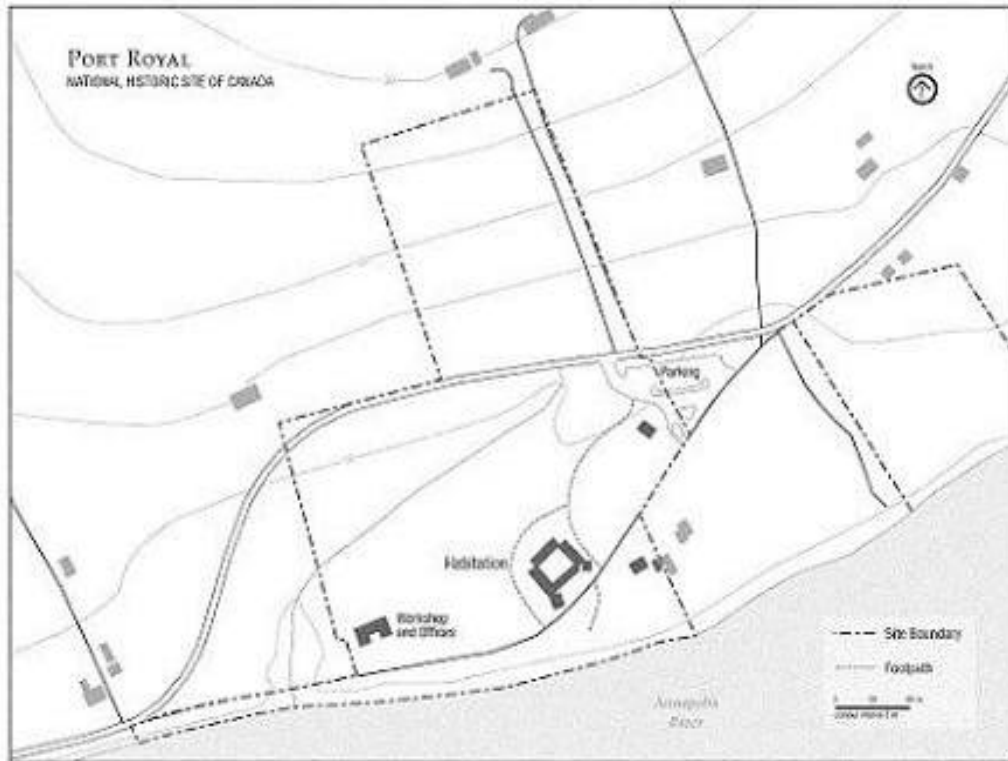 PORT ROYAL
NATIONAL HISTORIC SITE OF CANADA
North
Parking
Habitation
Workshop
and Offices
Site Boundary
Footpath
Annapolis
River